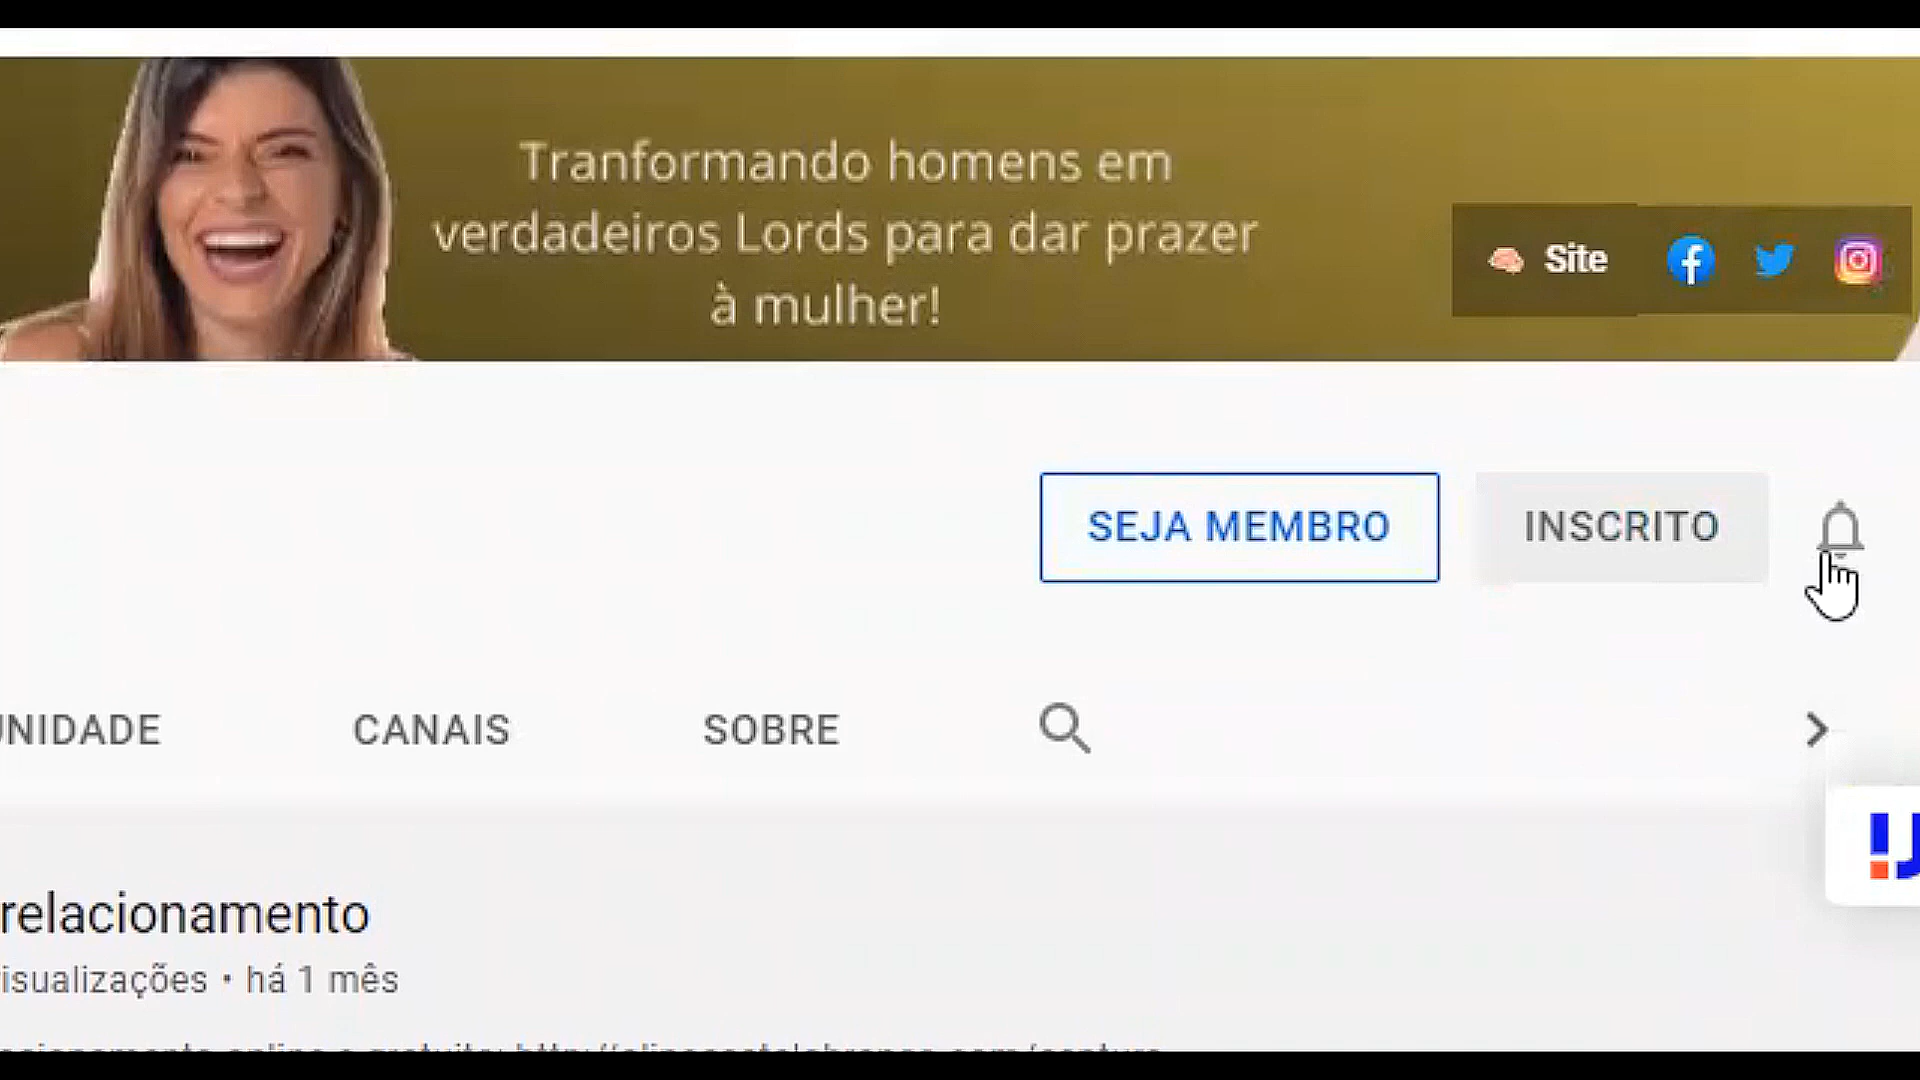 Tranformando homens em
verdadeiros Lords para dar prazer
à mulher!
Site
SEJA MEMBRO
INSCRITO
UNIDADE
CANAIS
SOBRE
relacionamento
isualizações • há 1 mês